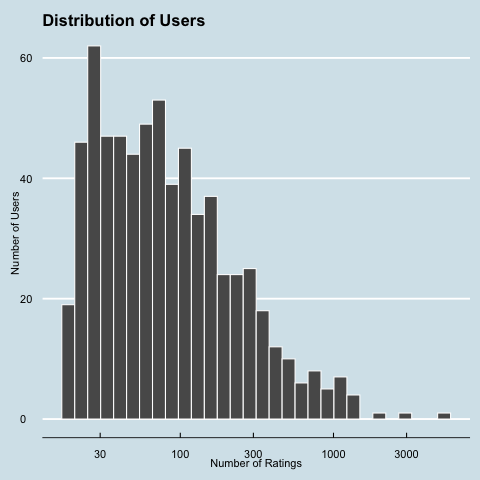 Distribution of Users
Number of Users
60
40
20
0
30 100 300 1000 3000
Number of Ratings